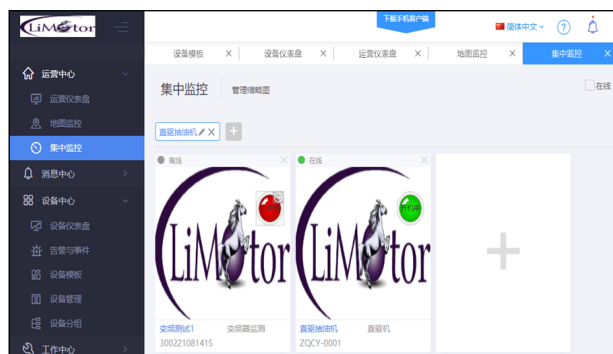 LiMotor
下载手机客户端
简体中文
?
设备模板 X
设备仪表盘 X
运营仪表盘 X
地图监控 X
集中监控 X
运营中心
运营仪表盘
地图监控
集中监控
消息中心
设备中心
设备仪表盘
告警与事件
设备模板
设备管理
设备分组
工作中心
集中监控
管理缩略图
在线
直驱抽油机
离线
LiMotor
变频测试1 变频器监测
300221081415
在线
开机中
LiMotor
直驱抽油机 直驱机
ZQCY-0001